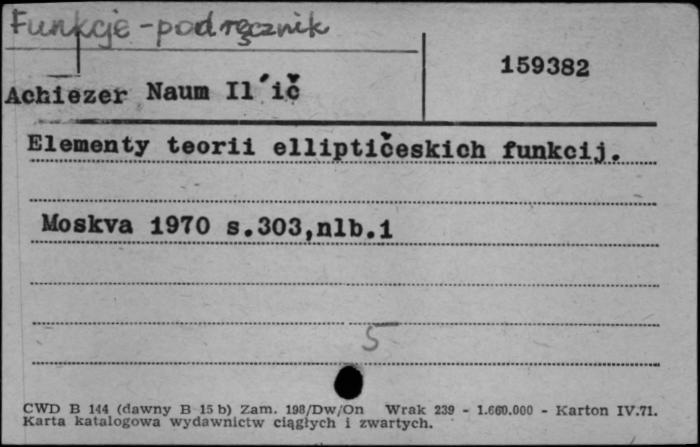 Funkcje - podręcznik
159382
Achiezer Naum Il'ič
Elementy teorii elliptičeskich funkcij.
Moskva 1970 s.303,nlb.1
5
CWD B 144 (dawny B 15 b) Zam. 198/Dw/On Wrak 239 - 1.660.000 - Karton IV.71.
Karta katalogowa wydawnictw ciągłych i zwartych.